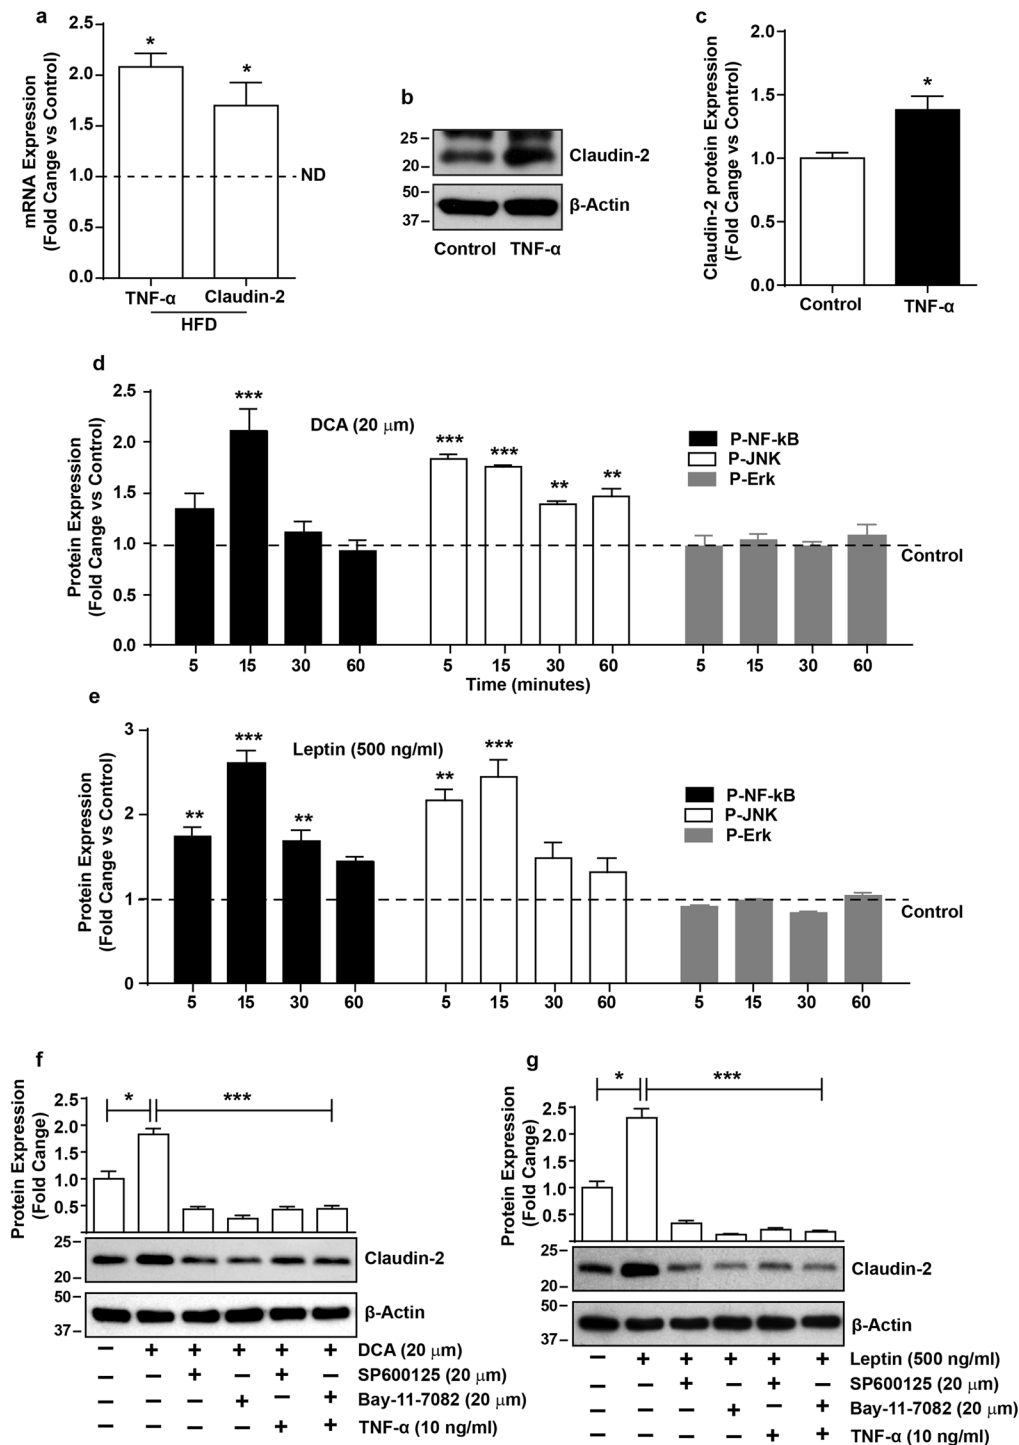 a
mRNA Expression
(Fold Cange vs Control)
2.5
2.0
1.5
1.0
0.5
0.0
*
*
ND
TNF-α Claudin-2
HFD
b
25
20
Claudin-2
50
37
β-Actin
Control TNF-α
c
Claudin-2 protein Expression
(Fold Cange vs Control)
2.0
1.5
1.0
0.5
0.0
*
Control TNF-α
d
Protein Expression
(Fold Cange vs Control)
2.5
2.0
1.5
1.0
0.5
0.0
DCA (20 μm)
***
*** *** ** **
P-NF-kB
P-JNK
P-Erk
Control
5 15 30 60 5 15 30 60 5 15 30 60
Time (minutes)
e
Protein Expression
(Fold Cange vs Control)
3
2
1
0
Leptin (500 ng/ml)
** *** **
** ***
P-NF-kB
P-JNK
P-Erk
Control
5 15 30 60 5 15 30 60 5 15 30 60
f
Protein Expression
(Fold Cange)
2.5
2.0
1.5
1.0
0.5
* ***
25
20
Claudin-2
50
37
β-Actin
– + + + + + DCA (20 μm)
– – + – + – SP600125 (20 μm)
– – – + – + Bay-11-7082 (20 μm)
– – – – + + TNF-α (10 ng/ml)
g
Protein Expression
(Fold Cange)
2.5
2.0
1.5
1.0
0.5
* ***
25
20
Claudin-2
50
37
β-Actin
– + + + + + Leptin (500 ng/ml)
– – + – + – SP600125 (20 μm)
– – – + – + Bay-11-7082 (20 μm)
– – – – + + TNF-α (10 ng/ml)